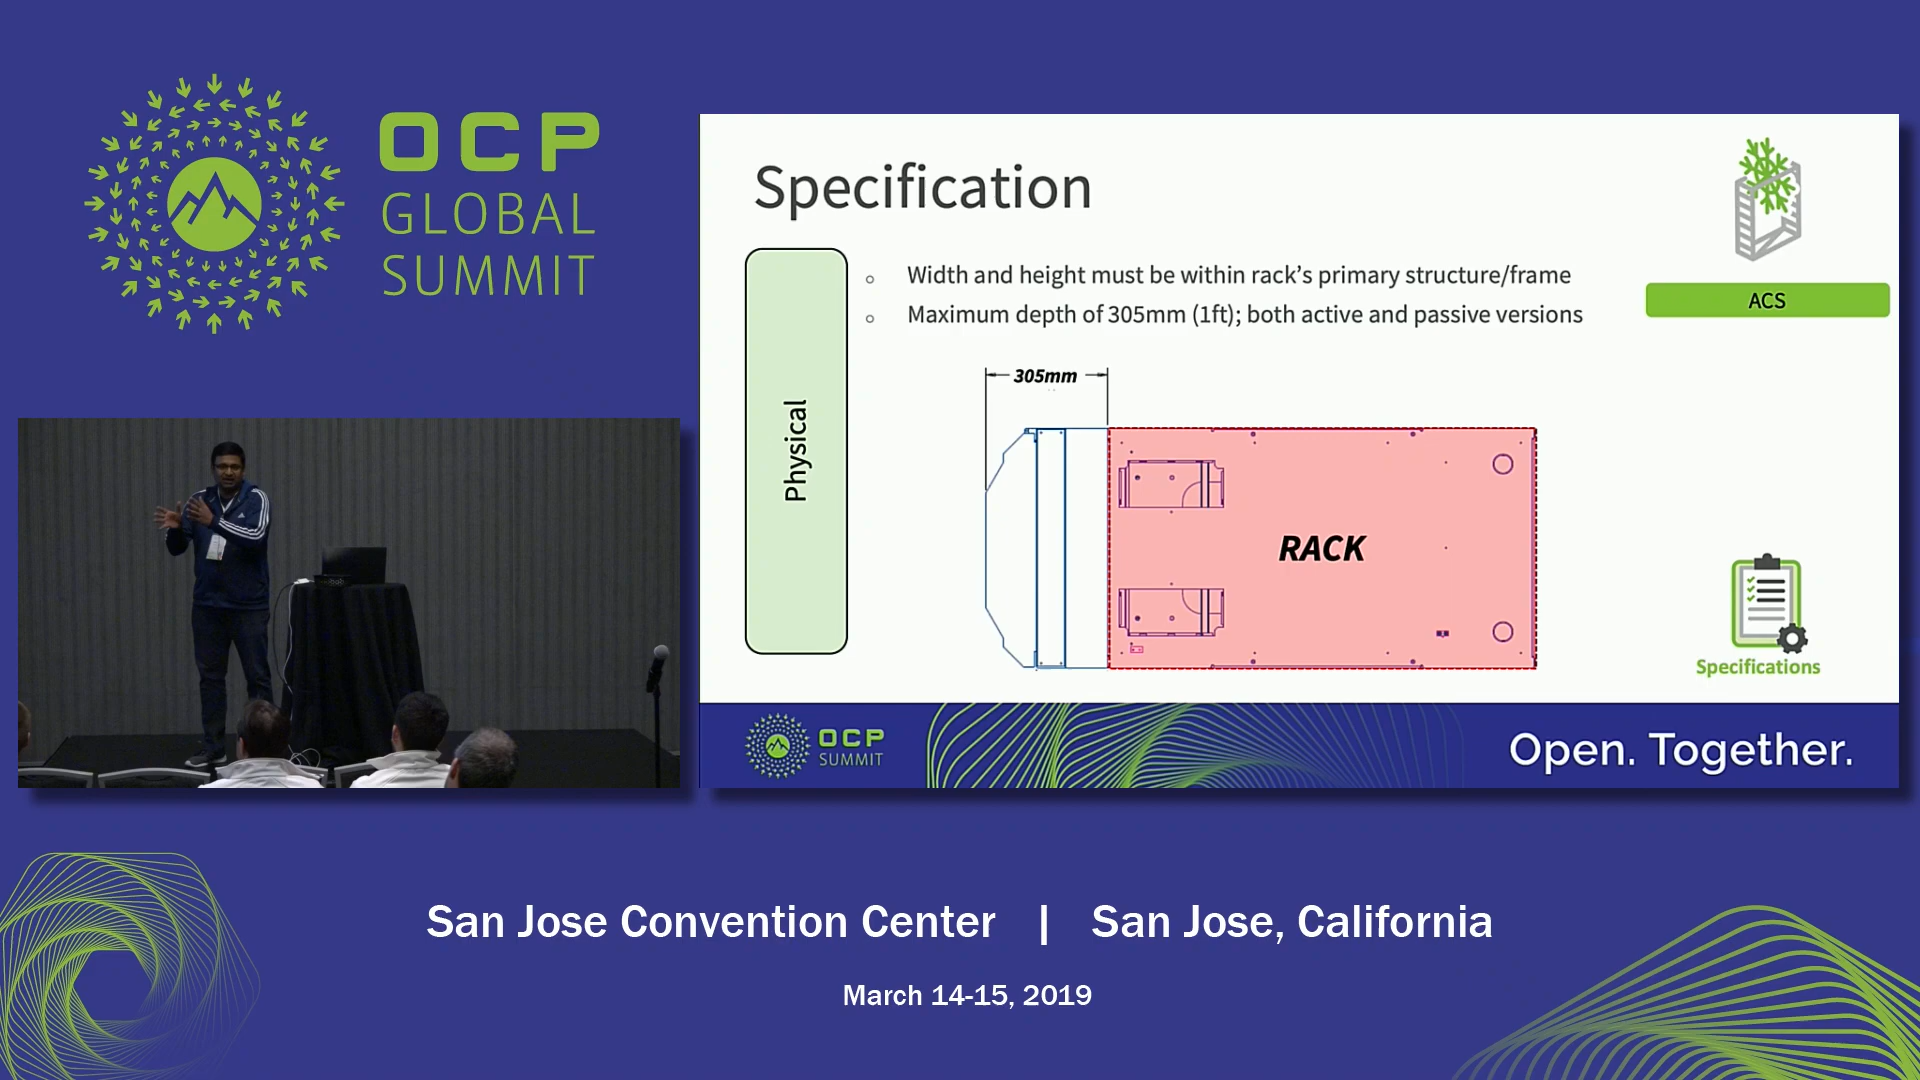 OCP
GLOBAL
SUMMIT
Specification
Physical
Width and height must be within rack's primary structure/frame
Maximum depth of 305mm (1ft); both active and passive versions
ACS
305mm
RACK
Specifications
OCP
SUMMIT
Open. Together.
San Jose Convention Center | San Jose, California
March 14-15, 2019